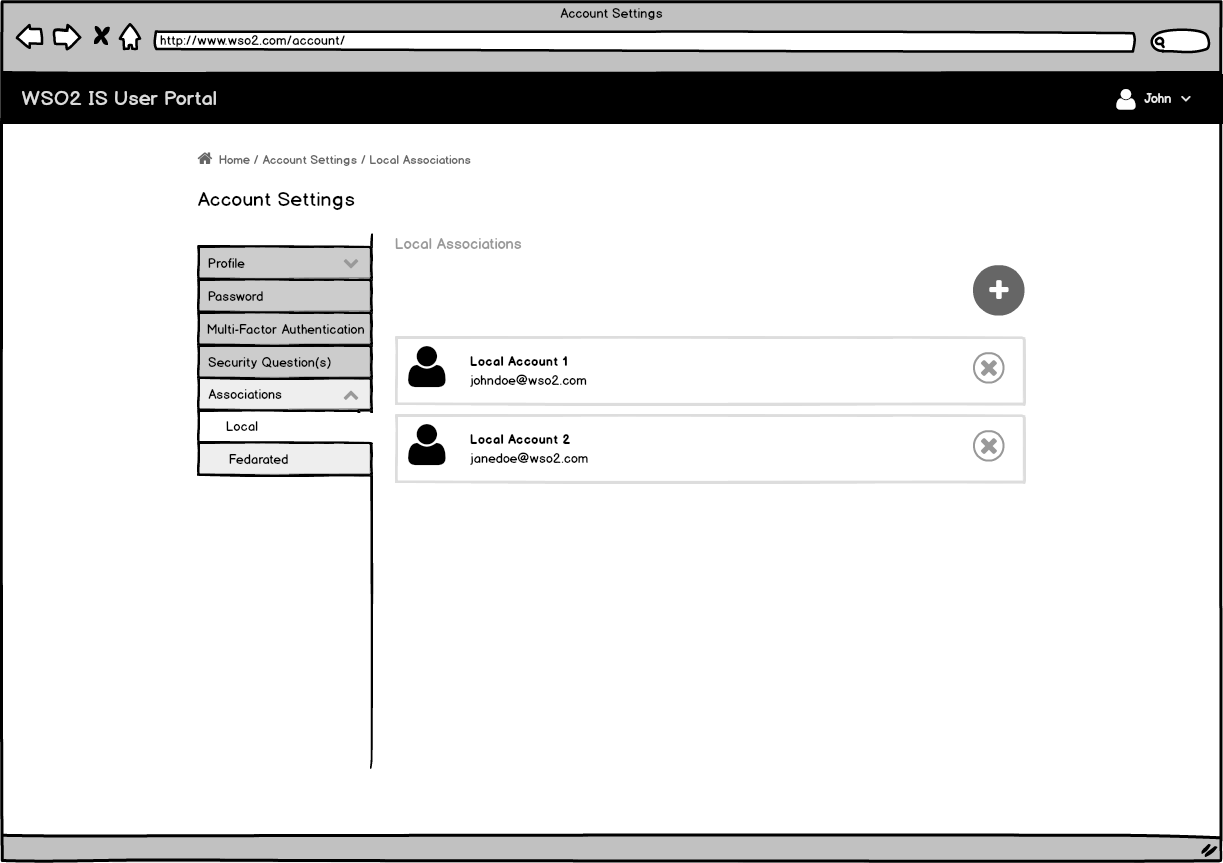 Account Settings
http://www.wso2.com/account/
WSO2 IS User Portal
John
Home / Account Settings / Local Associations
Account Settings
Local Associations
Profile
Password
Multi-Factor Authentication
Security Question(s)
Associations
Local
Fedarated
Local Account 1
johndoe@wso2.com
Local Account 2
janedoe@wso2.com